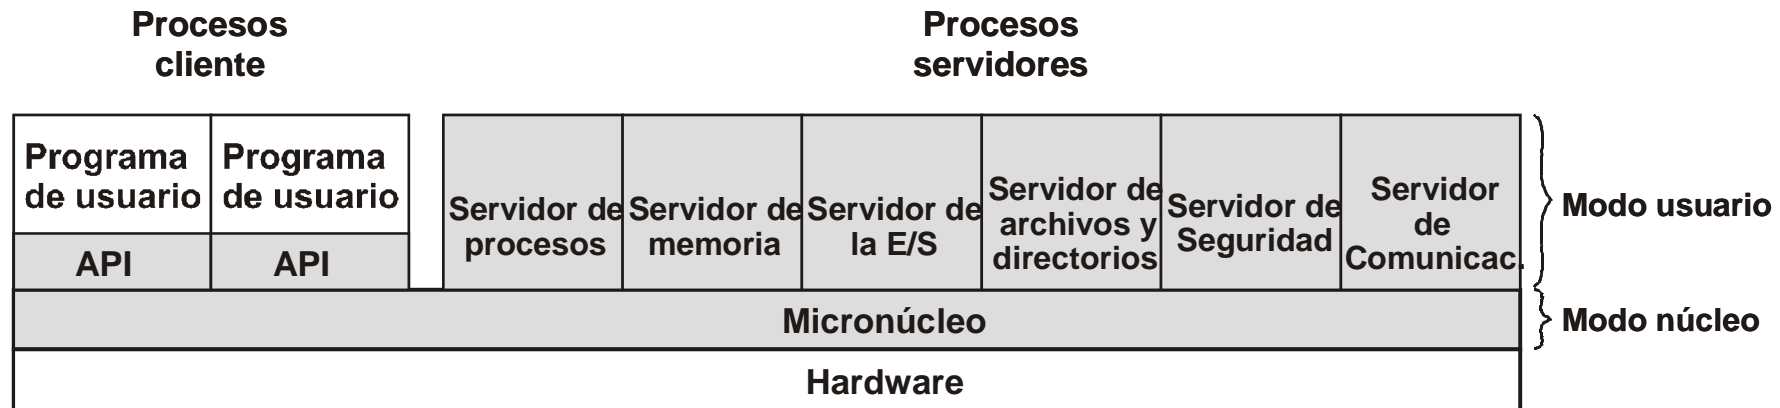 Procesos
cliente
Procesos
servidores
Programa
de usuario
Programa
de usuario
API
API
Servidor de
procesos
Servidor de
memoria
Servidor de
la E/S
Servidor de
archivos y
directorios
Servidor de
Seguridad
Servidor
de
Comunicac.
Modo usuario
Micronúcleo
Modo núcleo
Hardware